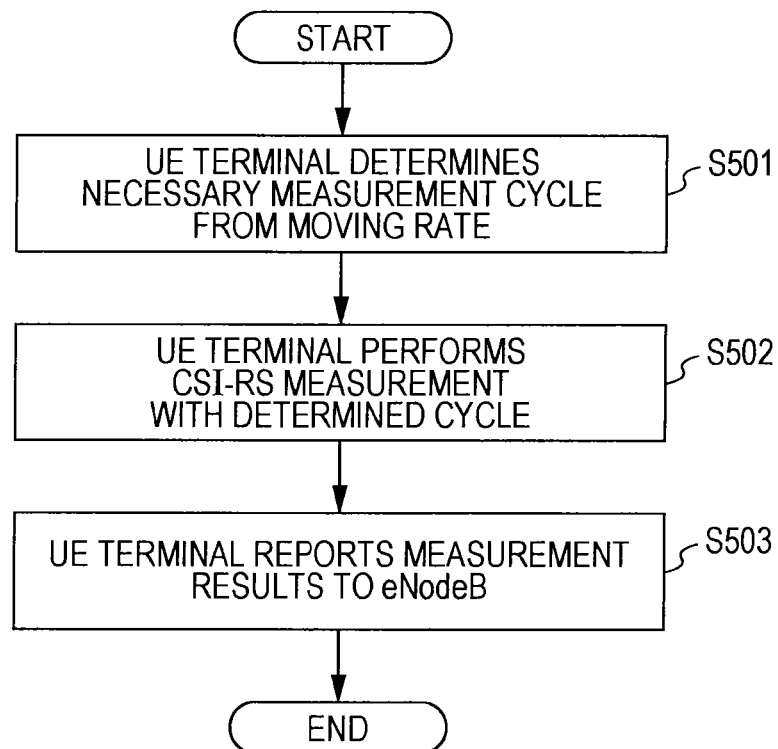 START
UE TERMINAL DETERMINES
NECESSARY MEASUREMENT CYCLE
FROM MOVING RATE
S501
UE TERMINAL PERFORMS
CSI-RS MEASUREMENT
WITH DETERMINED CYCLE
S502
UE TERMINAL REPORTS MEASUREMENT
RESULTS TO eNodeB
S503
END